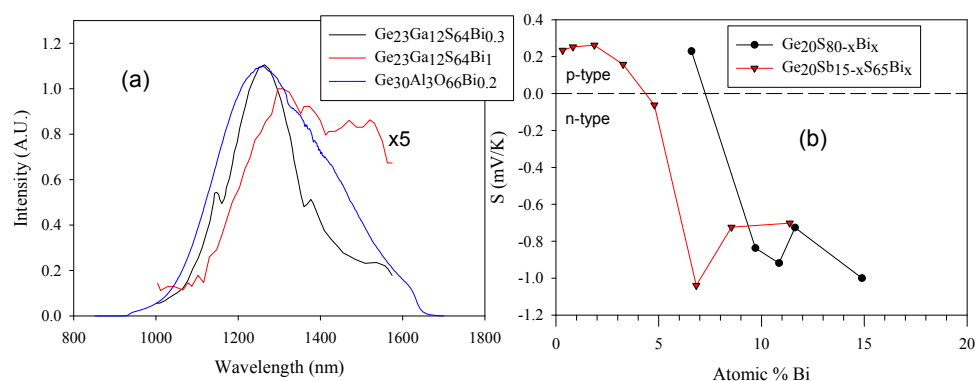 (a)
Ge23Ga12S64Bi0.3
Ge23Ga12S64Bi1
Ge30Al3O66Bi0.2
x5
Intensity (A.U.)
1.2
1.0
0.8
0.6
0.4
0.2
0.0
800 1000 1200 1400 1600 1800
Wavelength (nm)
(b)
Ge20S80-xBix
Ge20Sb15-xS65Bix
p-type
n-type
S (mV/K)
0.4
0.2
0.0
-0.2
-0.4
-0.6
-0.8
-1.0
-1.2
0 5 10 15 20
Atomic % Bi